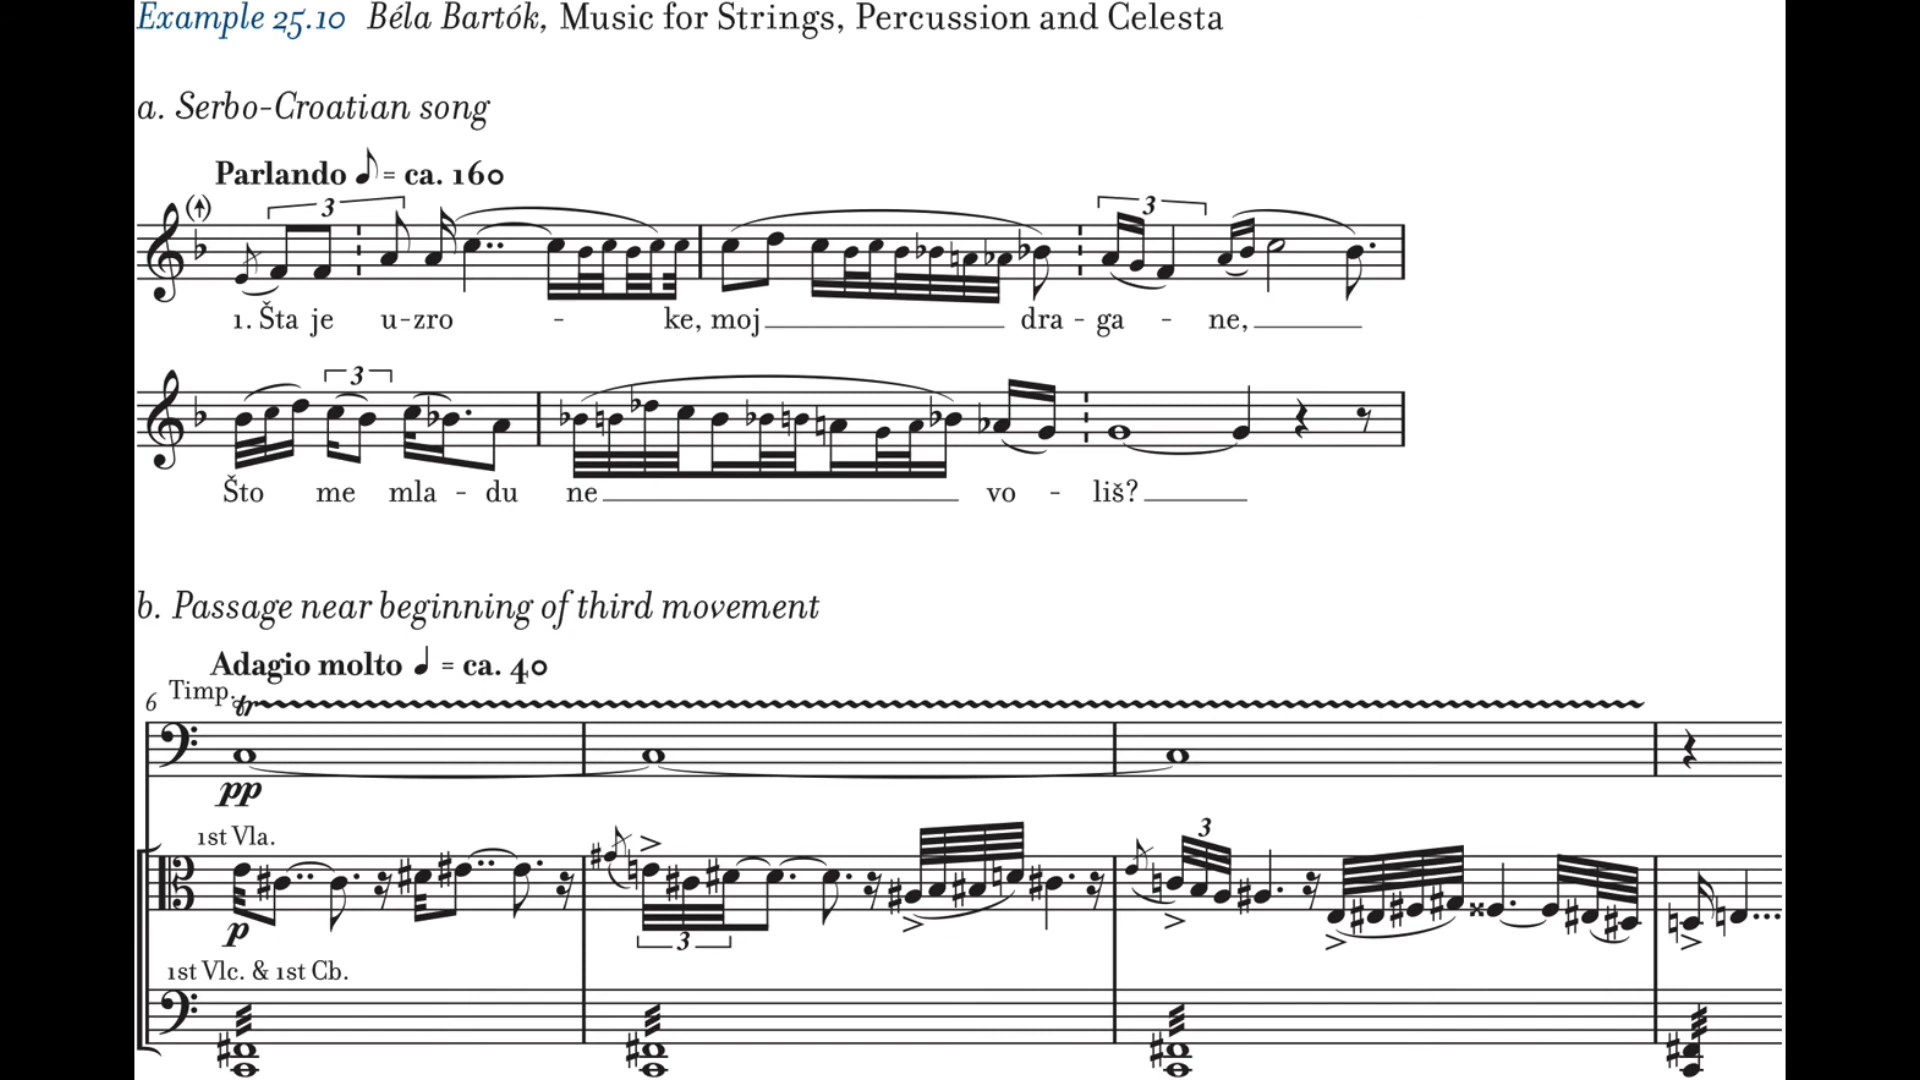 Example 25.10 Béla Bartók, Music for Strings, Percussion and Celesta
a. Serbo-Croatian song
Parlando ♪= ca. 160
3 3
1. Šta je u-zro - ke, moj dra - ga - ne,
3
Što me mla - du ne vo - liš?
b. Passage near beginning of third movement
Adagio molto ♩ = ca. 40
6 Timp.
tr
pp
1st Vla.
3
p
3
1st Vlc. & 1st Cb.